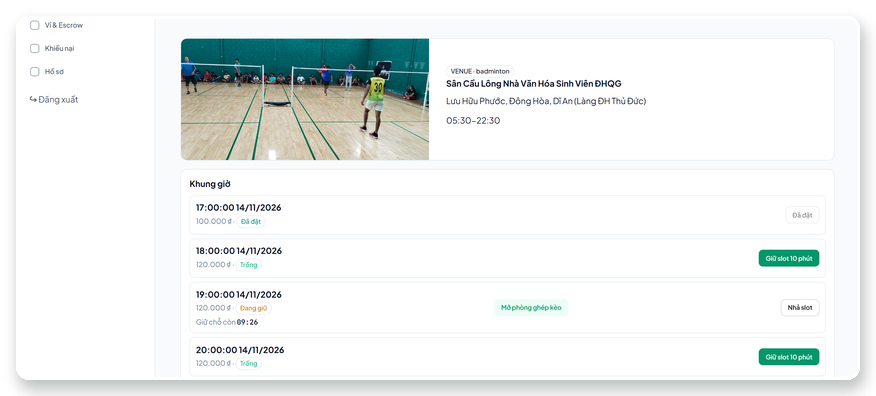 Ví & Escrow
Khiếu nại
Hồ sơ
Đăng xuất
VENUE · badminton
Sân Cầu Lông Nhà Văn Hóa Sinh Viên ĐHQG
Lưu Hữu Phước, Đông Hòa, Dĩ An (Làng ĐH Thủ Đức)
05:30–22:30
30
Khung giờ
17:00:00 14/11/2026
100.000 ₫ · Đã đặt
Đã đặt
18:00:00 14/11/2026
120.000 ₫ · Trống
Giữ slot 10 phút
19:00:00 14/11/2026
120.000 ₫ · Đang giữ
Giữ chỗ còn 09:26
Mở phòng ghép kèo
Nhả slot
20:00:00 14/11/2026
120.000 ₫ · Trống
Giữ slot 10 phút